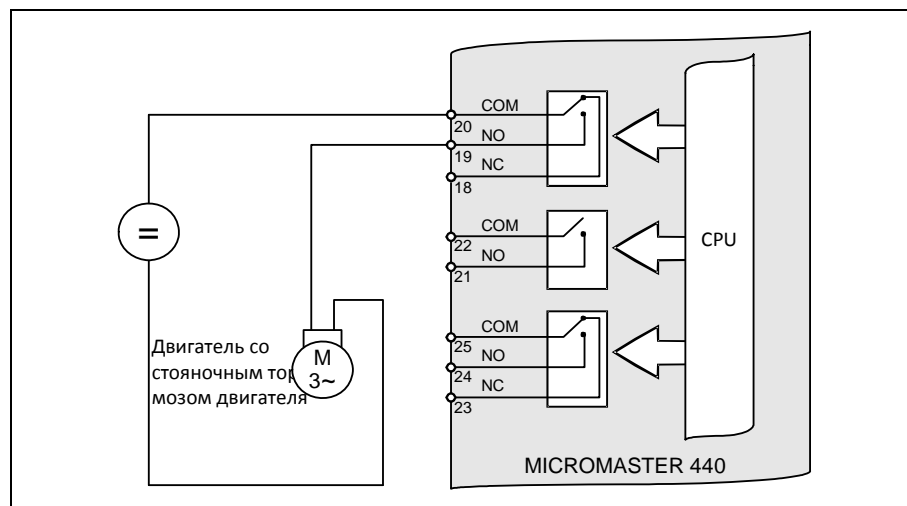 COM
20
NO
19
NC
18
COM
22
NO
21
COM
25
NO
24
NC
23
CPU
=
Двигатель со
стояночным тор
мозом двигателя
M
3~
MICROMASTER 440